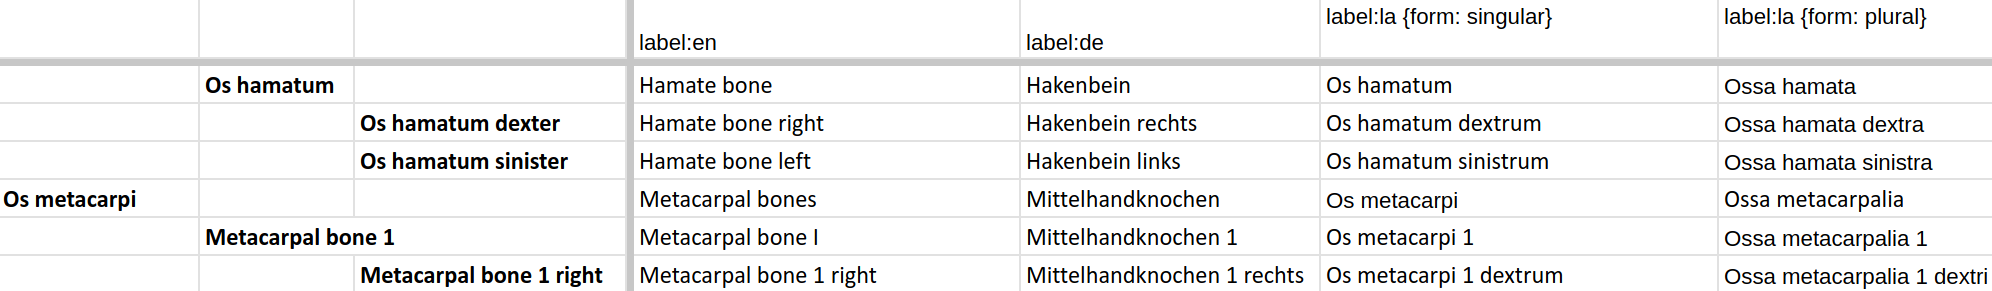 label:en label:de label:la {form: singular} label:la {form: plural}
Os hamatum Hamate bone Hakenbein Os hamatum Ossa hamata
Os hamatum dexter Hamate bone right Hakenbein rechts Os hamatum dextrum Ossa hamata dextra
Os hamatum sinister Hamate bone left Hakenbein links Os hamatum sinistrum Ossa hamata sinistra
Os metacarpi Metacarpal bones Mittelhandknochen Os metacarpi Ossa metacarpalia
Metacarpal bone 1 Metacarpal bone I Mittelhandknochen 1 Os metacarpi 1 Ossa metacarpalia 1
Metacarpal bone 1 right Metacarpal bone 1 right Mittelhandknochen 1 rechts Os metacarpi 1 dextrum Ossa metacarpalia 1 dextri